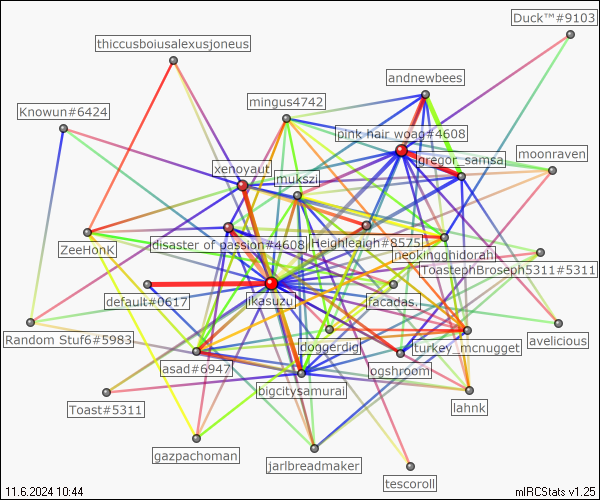 Duck™#9103
thiccusboiusalexusjoneus
andnewbees
mingus4742
Knowun#6424
pink hair woag#4608
gregor_samsa
moonraven
xenoyaut
mukszi
ZeeHonK
disaster of passion#4608
Heighleaigh#8575
neokingghidorah
ToastephBroseph5311#5311
default#0617
ikasuzu
facadas.
Random Stuf6#5983
doggerdigi
turkey_mcnugget
avelicious
asad#6947
ogshroom
bigcitysamurai
Toast#5311
lahnk
gazpachoman
jarlbreadmaker
tescoroll
11.6.2024 10:44
mIRCStats v1.25